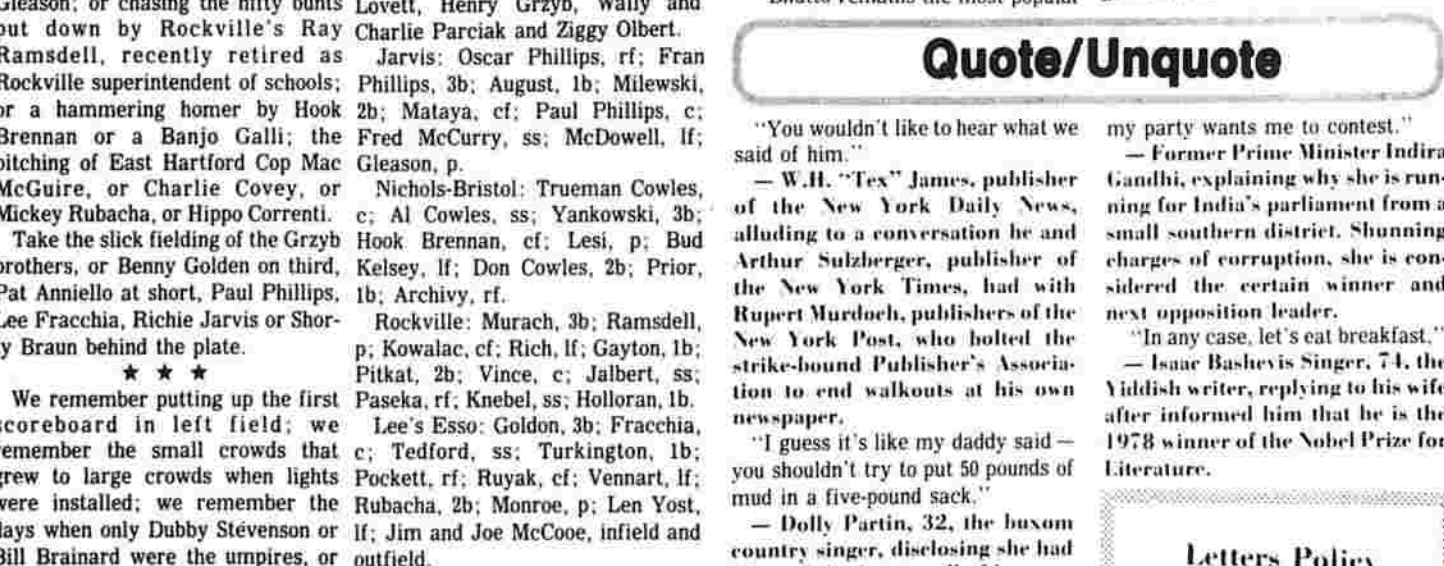 Gleason; or chasing the nifty bunts
put down by Rockville's Ray
Ramsdell, recently retired as
Rockville superintendent of schools;
or a hammering homer by Hook
Brennan or a Banjo Galli; the
pitching of East Hartford Cop Mac
McGuire, or Charlie Covey, or
Mickey Rubacha, or Hippo Correnti.
Take the slick fielding of the Grzyb
brothers, or Benny Golden on third,
Pat Anniello at short, Paul Phillips,
Lee Fracchia, Richie Jarvis or Shor-
ty Braun behind the plate.
★ ★ ★
We remember putting up the first
scoreboard in left field; we
remember the small crowds that
grew to large crowds when lights
were installed; we remember the
days when only Dubby Stevenson or
Bill Brainard were the umpires, or
Lovett, Henry Grzyb, Wally and
Charlie Parciak and Ziggy Olbert.
Jarvis: Oscar Phillips, rf; Fran
Phillips, 3b; August, 1b; Milewski,
2b; Mataya, cf; Paul Phillips, c;
Fred McCurry, ss; McDowell, lf;
Gleason, p.
Nichols-Bristol: Trueman Cowles,
c; Al Cowles, ss; Yankowski, 3b;
Hook Brennan, cf; Lesi, p; Bud
Kelsey, lf; Don Cowles, 2b; Prior,
1b; Archivy, rf.
Rockville: Murach, 3b; Ramsdell,
p; Kowalac, cf; Rich, lf; Gayton, 1b;
Pitkat, 2b; Vince, c; Jalbert, ss;
Paseka, rf; Knebel, ss; Holloran, 1b.
Lee's Esso: Goldon, 3b; Fracchia,
c; Tedford, ss; Turkington, 1b;
Pockett, rf; Ruyak, cf; Vennart, lf;
Rubacha, 2b; Monroe, p; Len Yost,
lf; Jim and Joe McCooe, infield and
outfield.
Bhutto remains the most popular
Quote/Unquote
"You wouldn't like to hear what we
said of him."
— W.H. "Tex" James, publisher
of the New York Daily News,
alluding to a conversation he and
Arthur Sulzberger, publisher of
the New York Times, had with
Rupert Murdoch, publishers of the
New York Post, who bolted the
strike-bound Publisher's Associa-
tion to end walkouts at his own
newspaper.
"I guess it's like my daddy said —
you shouldn't try to put 50 pounds of
mud in a five-pound sack."
— Dolly Partin, 32, the buxom
country singer, disclosing she had
my party wants me to contest."
— Former Prime Minister Indira
Gandhi, explaining why she is run-
ning for India's parliament from a
small southern district. Shunning
charges of corruption, she is con-
sidered the certain winner and
next opposition leader.
"In any case, let's eat breakfast."
— Isaac Bashevis Singer, 74, the
Yiddish writer, replying to his wife
after informed him that he is the
1978 winner of the Nobel Prize for
Literature.
Letters Policy